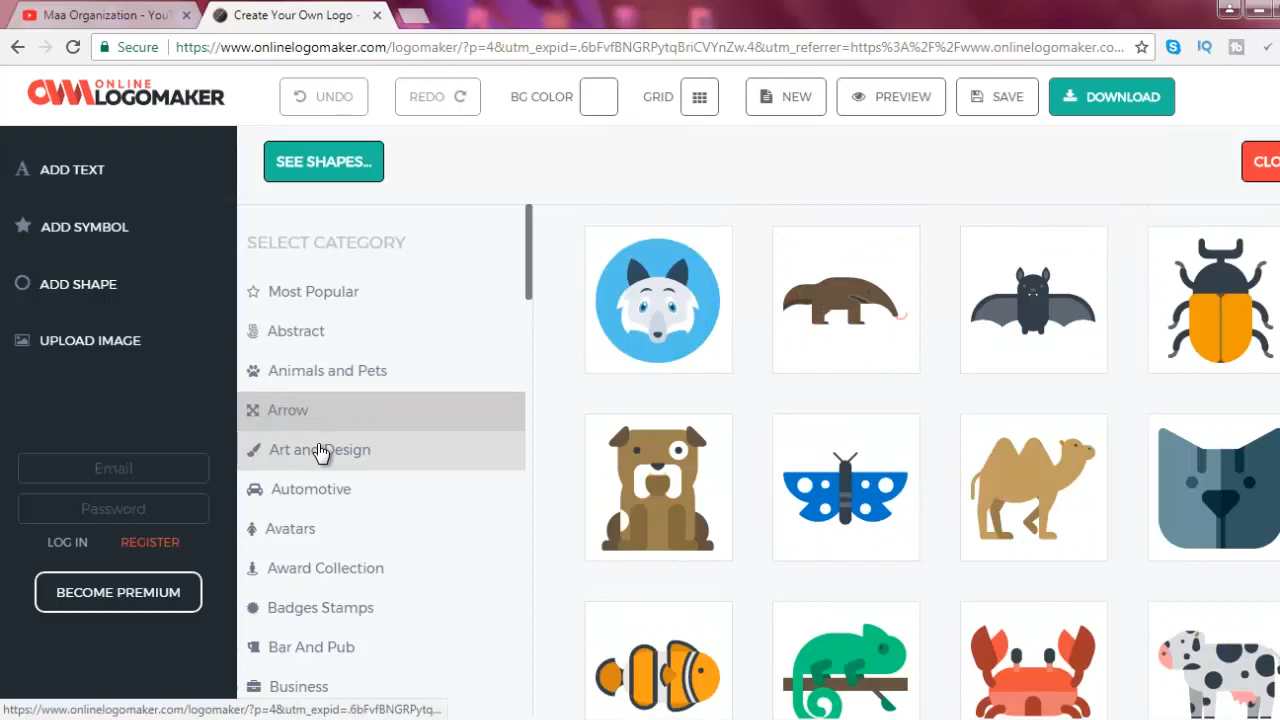 Maa Organization - YouT
Create Your Own Logo -
Secure
https://www.onlinelogomaker.com/logomaker/?p=4&utm_expid=.6bFvfBNGRPytqBriCVYnZw.4&utm_referrer=https%3A%2F%2Fwww.onlinelogomaker.co...
ONLINE
LOGOMAKER
UNDO
REDO
BG COLOR
GRID
NEW
PREVIEW
SAVE
DOWNLOAD
ADD TEXT
ADD SYMBOL
ADD SHAPE
UPLOAD IMAGE
Email
Password
LOG IN
REGISTER
BECOME PREMIUM
SEE SHAPES...
CLO
SELECT CATEGORY
Most Popular
Abstract
Animals and Pets
Arrow
Art and Design
Automotive
Avatars
Award Collection
Badges Stamps
Bar And Pub
Business
https://www.onlinelogomaker.com/logomaker/?p=4&utm_expid=.6bFvfBNGRPytq...